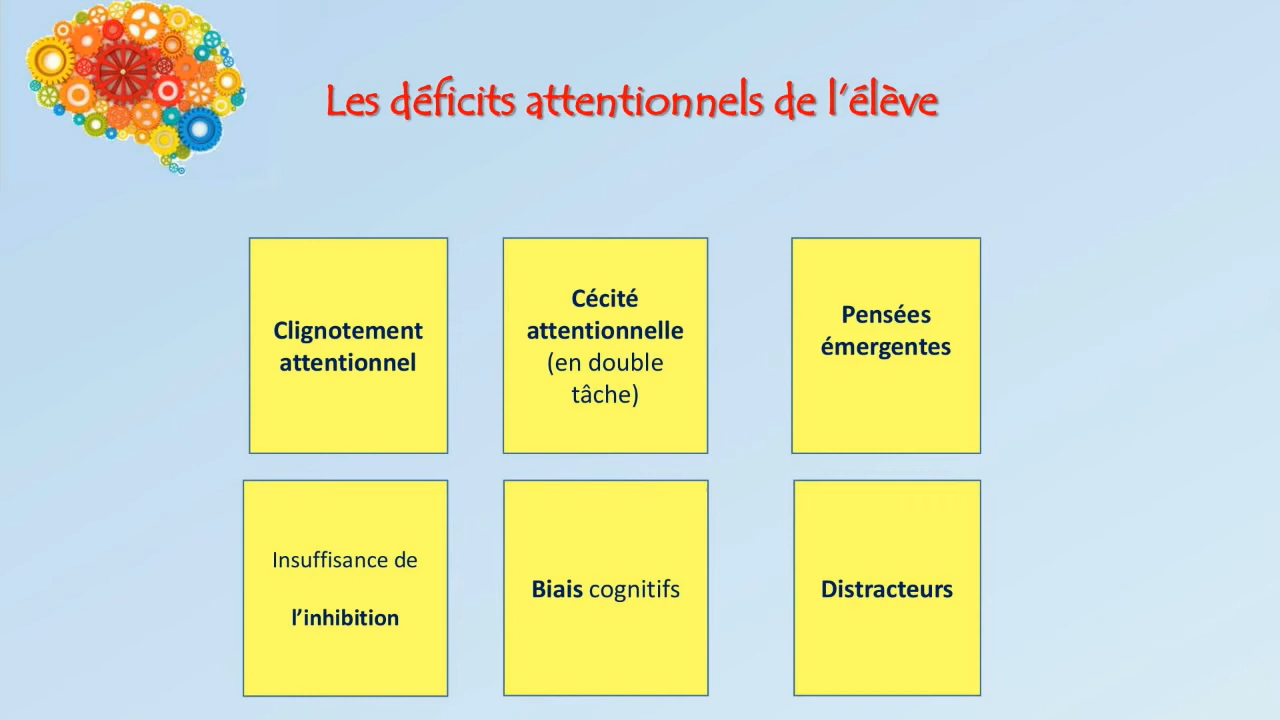 Les déficits attentionnels de l’élève
Clignotement
attentionnel
Cécité
attentionnelle
(en double
tâche)
Pensées
émergentes
Insuffisance de
l’inhibition
Biais cognitifs
Distracteurs